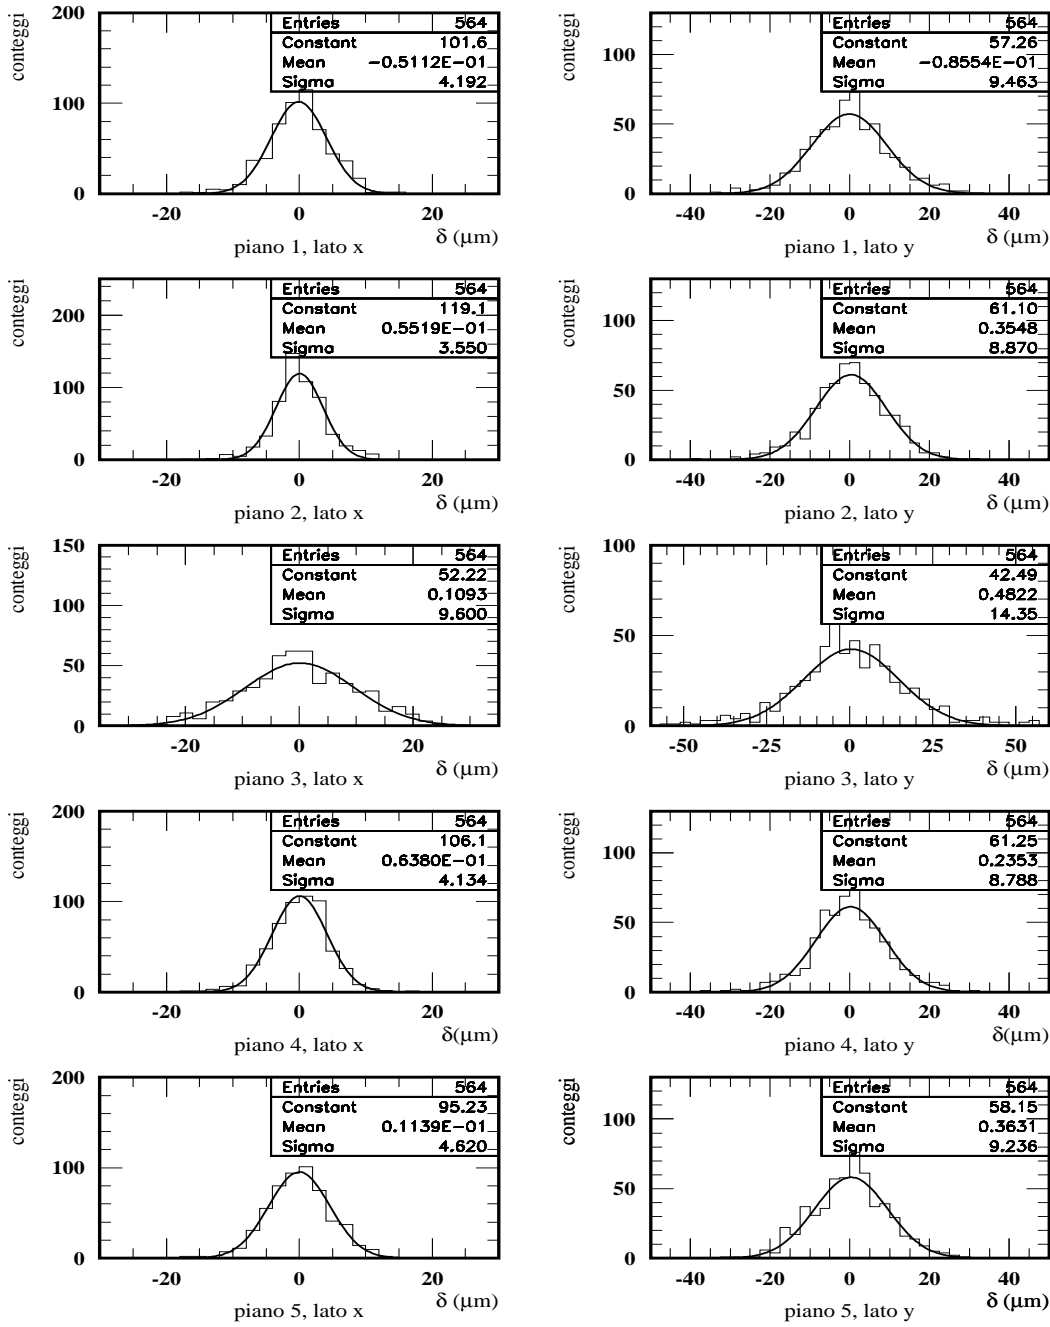 conteggi
200
100
0
Entries 564
Constant 101.6
Mean −0.5112E−01
Sigma 4.192
-20 0 20
δ (μm)
piano 1, lato x
conteggi
100
50
0
Entries 564
Constant 57.26
Mean −0.8554E−01
Sigma 9.463
-40 -20 0 20 40
δ (μm)
piano 1, lato y
conteggi
200
100
0
Entries 564
Constant 119.1
Mean 0.5519E−01
Sigma 3.550
-20 0 20
δ (μm)
piano 2, lato x
conteggi
100
50
0
Entries 564
Constant 61.10
Mean 0.3548
Sigma 8.870
-40 -20 0 20 40
δ (μm)
piano 2, lato y
conteggi
150
100
50
0
Entries 564
Constant 52.22
Mean 0.1093
Sigma 9.600
-20 0 20
δ (μm)
piano 3, lato x
conteggi
100
50
0
Entries 564
Constant 42.49
Mean 0.4822
Sigma 14.35
-50 -25 0 25 50
δ (μm)
piano 3, lato y
conteggi
200
100
0
Entries 564
Constant 106.1
Mean 0.6380E−01
Sigma 4.134
-20 0 20
δ(μm)
piano 4, lato x
conteggi
100
50
0
Entries 564
Constant 61.25
Mean 0.2353
Sigma 8.788
-40 -20 0 20 40
δ(μm)
piano 4, lato y
conteggi
200
100
0
Entries 564
Constant 95.23
Mean 0.1139E−01
Sigma 4.620
-20 0 20
δ (μm)
piano 5, lato x
conteggi
100
50
0
Entries 564
Constant 58.15
Mean 0.3631
Sigma 9.236
-40 -20 0 20 40
δ (μm)
piano 5, lato y